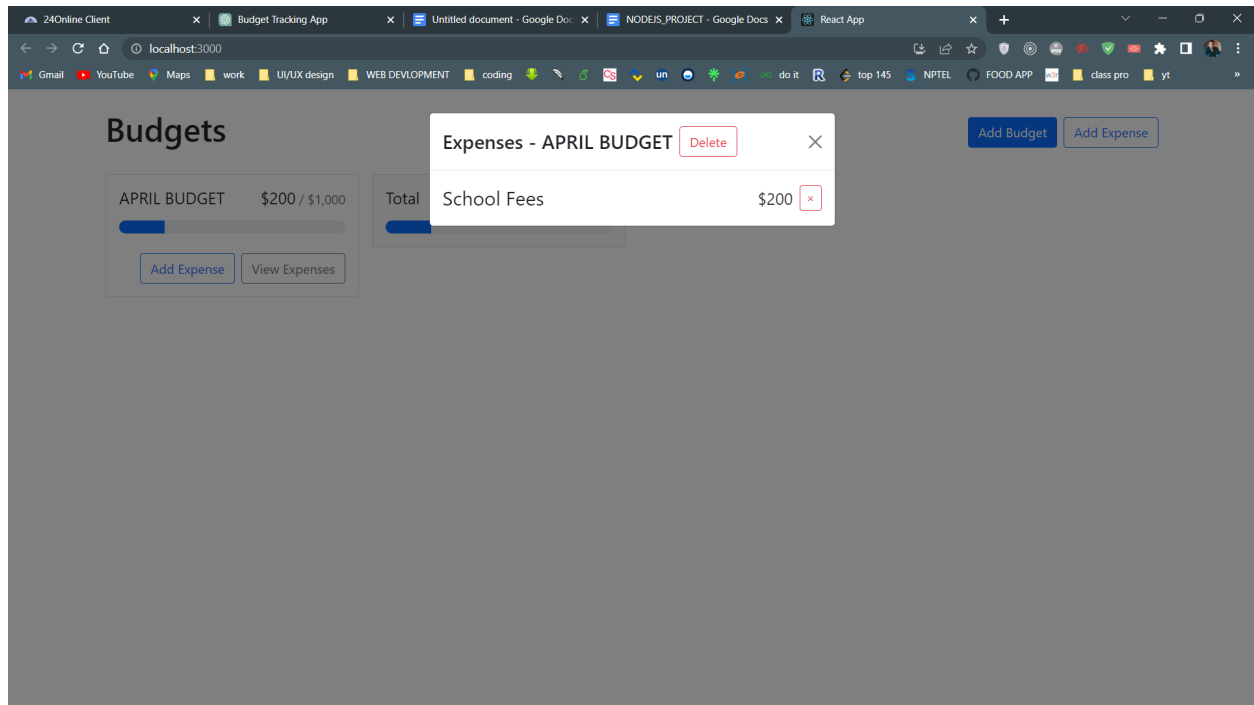 24Online Client
Budget Tracking App
Untitled document - Google Doc
NODEJS_PROJECT - Google Docs
React App
localhost:3000
Gmail YouTube Maps work UI/UX design WEB DEVLOPMENT coding CS un do it R top 145 NPTEL FOOD APP w3r class pro yt »
Budgets
Add Budget Add Expense
Expenses - APRIL BUDGET Delete
School Fees $200 ×
APRIL BUDGET $200 / $1,000
Add Expense View Expenses
Total